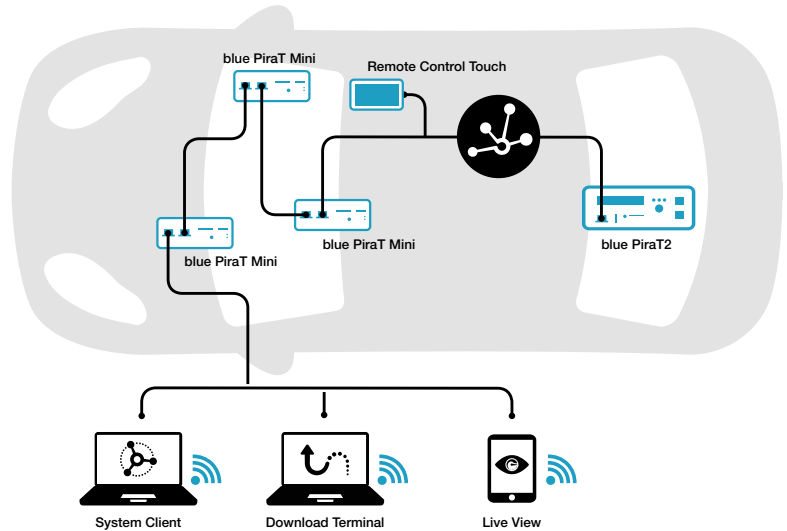 blue PiraT Mini
Remote Control Touch
blue PiraT Mini
blue PiraT2
blue PiraT Mini
System Client
Download Terminal
Live View